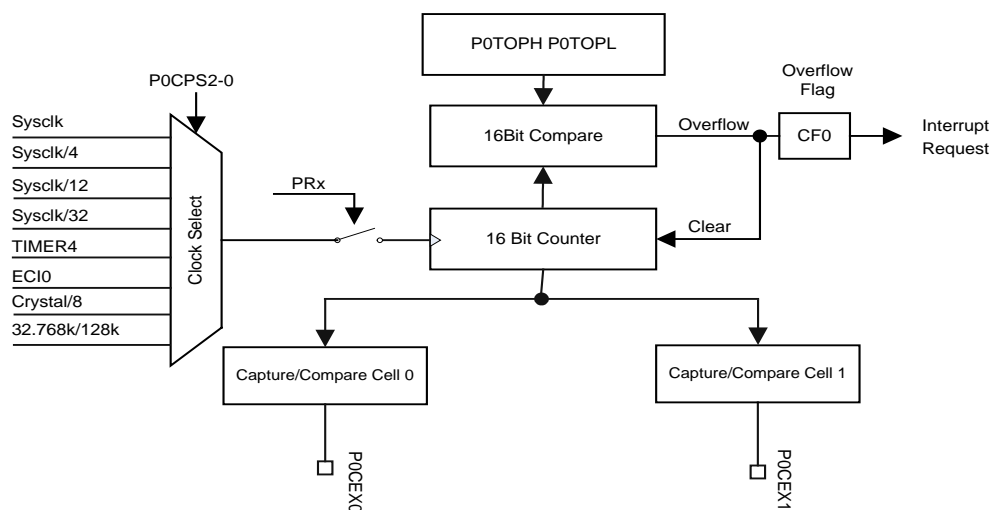 P0TOPH P0TOPL
P0CPS2-0
Overflow
Flag
Sysclk
Sysclk/4
Sysclk/12
Sysclk/32
TIMER4
ECI0
Crystal/8
32.768k/128k
Clock Select
PRx
16Bit Compare
Overflow
CF0
Interrupt
Request
16 Bit Counter
Clear
Capture/Compare Cell 0
Capture/Compare Cell 1
P0CEX0
P0CEX1